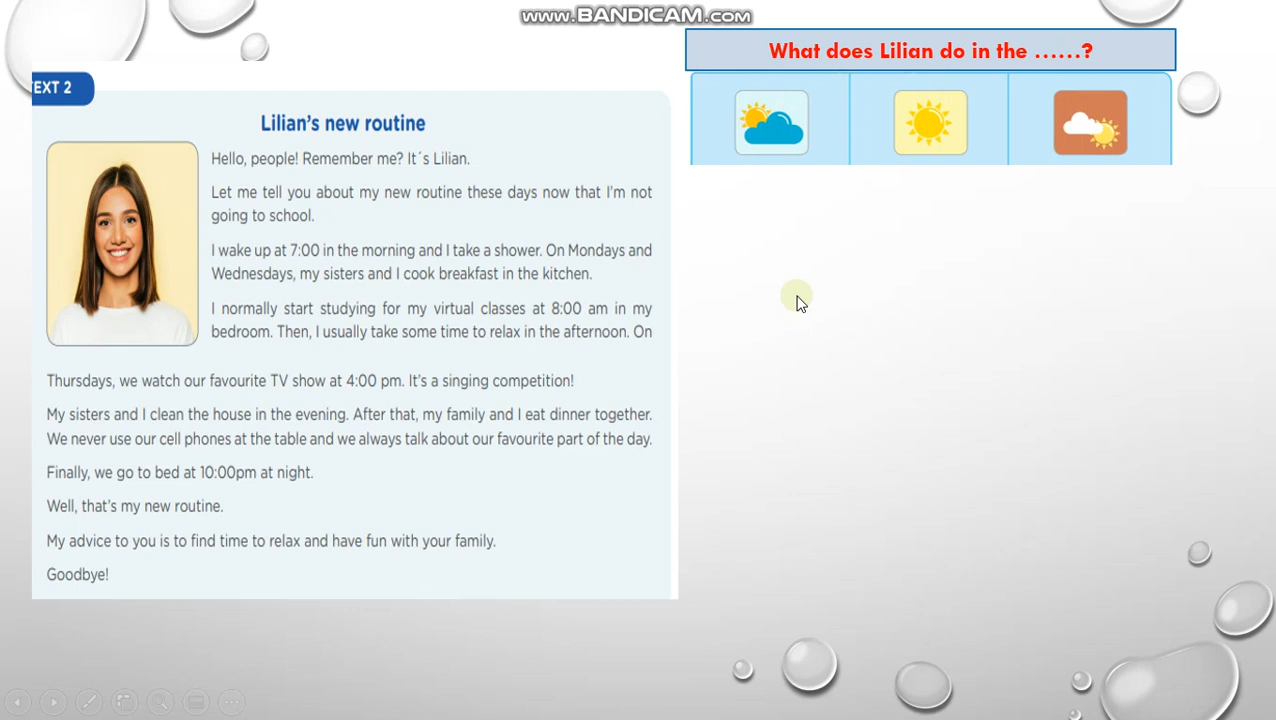 www.BANDICAM.com
What does Lilian do in the ......?
EXT 2
Lilian's new routine
Hello, people! Remember me? It´s Lilian.
Let me tell you about my new routine these days now that I'm not
going to school.
I wake up at 7:00 in the morning and I take a shower. On Mondays and
Wednesdays, my sisters and I cook breakfast in the kitchen.
I normally start studying for my virtual classes at 8:00 am in my
bedroom. Then, I usually take some time to relax in the afternoon. On
Thursdays, we watch our favourite TV show at 4:00 pm. It's a singing competition!
My sisters and I clean the house in the evening. After that, my family and I eat dinner together.
We never use our cell phones at the table and we always talk about our favourite part of the day.
Finally, we go to bed at 10:00pm at night.
Well, that's my new routine.
My advice to you is to find time to relax and have fun with your family.
Goodbye!